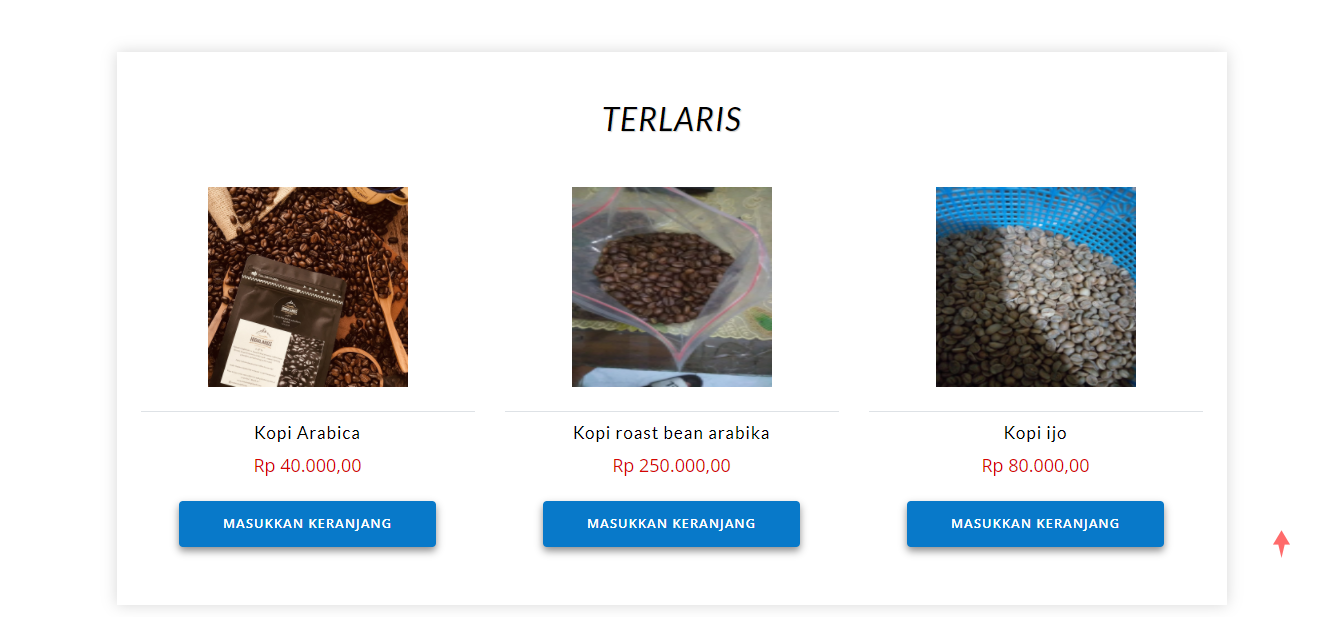 TERLARIS
Kopi Arabica
Rp 40.000,00
MASUKKAN KERANJANG
Kopi roast bean arabika
Rp 250.000,00
MASUKKAN KERANJANG
Kopi ijo
Rp 80.000,00
MASUKKAN KERANJANG